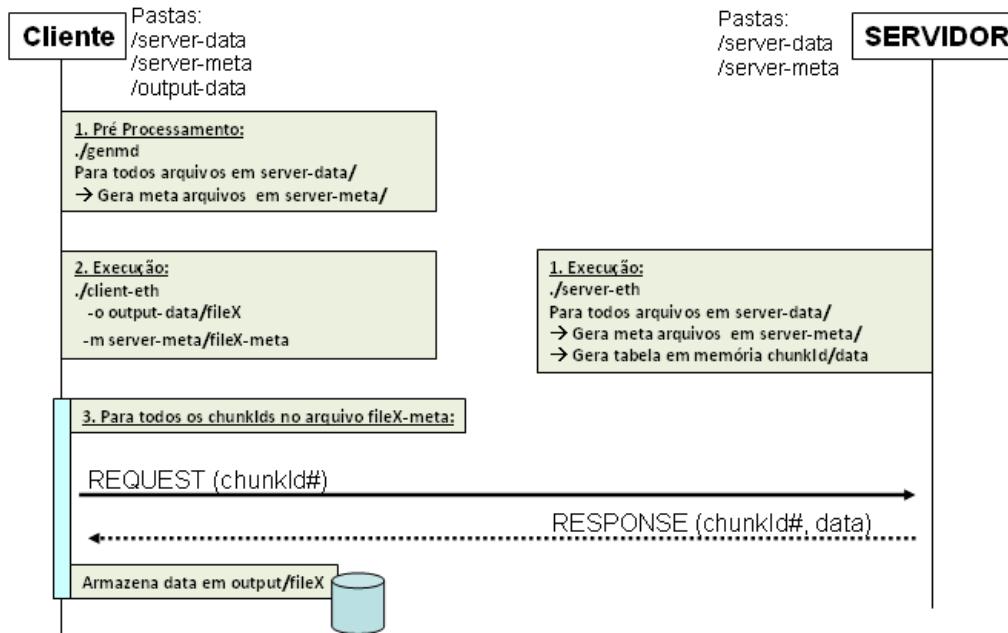 Cliente
Pastas:
/server-data
/server-meta
/output-data
Pastas:
/server-data
/server-meta
SERVIDOR
1. Pré Processamento:
./genmd
Para todos arquivos em server-data/
→ Gera meta arquivos em server-meta/
2. Execução:
./client-eth
-o output-data/fileX
-m server-meta/fileX-meta
1. Execução:
./server-eth
Para todos arquivos em server-data/
→ Gera meta arquivos em server-meta/
→ Gera tabela em memória chunkId/data
3. Para todos os chunkIds no arquivo fileX-meta:
REQUEST (chunkId#)
RESPONSE (chunkId#, data)
Armazena data em output/fileX